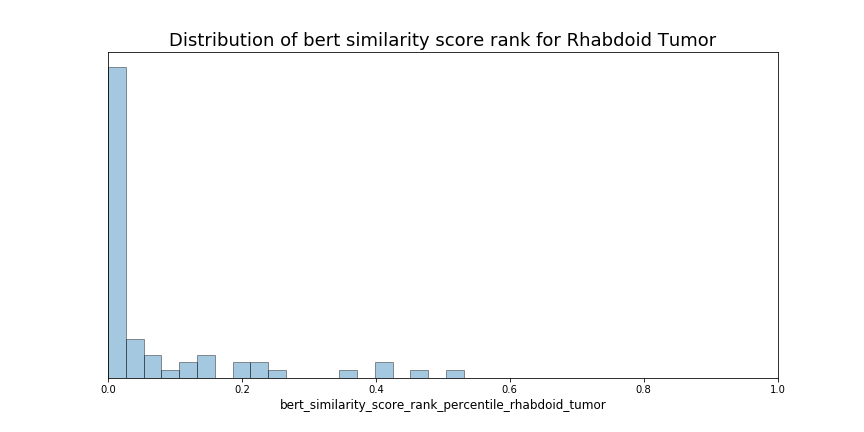 Distribution of bert similarity score rank for Rhabdoid Tumor
0.0 0.2 0.4 0.6 0.8 1.0
bert_similarity_score_rank_percentile_rhabdoid_tumor